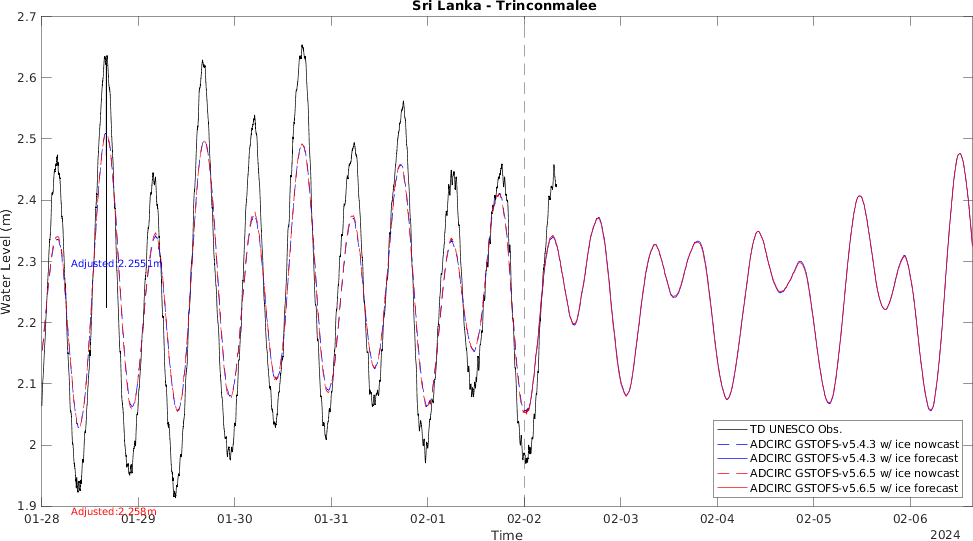 Sri Lanka - Trinconmalee
2.7
2.6
2.5
2.4
2.3
2.2
2.1
2
1.9
Water Level (m)
Adjusted:2.2551m
Adjusted:2.258m
TD UNESCO Obs.
ADCIRC GSTOFS-v5.4.3 w/ ice nowcast
ADCIRC GSTOFS-v5.4.3 w/ ice forecast
ADCIRC GSTOFS-v5.6.5 w/ ice nowcast
ADCIRC GSTOFS-v5.6.5 w/ ice forecast
01-28 01-29 01-30 01-31 02-01 02-02 02-03 02-04 02-05 02-06
Time
2024